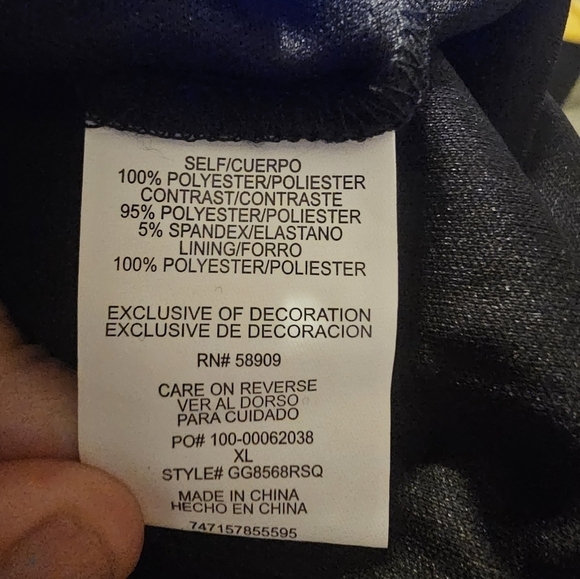 SELF/CUERPO
100% POLYESTER/POLIESTER
CONTRAST/CONTRASTE
95% POLYESTER/POLIESTER
5% SPANDEX/ELASTANO
LINING/FORRO
100% POLYESTER/POLIESTER
EXCLUSIVE OF DECORATION
EXCLUSIVE DE DECORACION
RN# 58909
CARE ON REVERSE
VER AL DORSO
PARA CUIDADO
PO# 100-00062038
XL
STYLE# GG8568RSQ
MADE IN CHINA
HECHO EN CHINA
747157855595